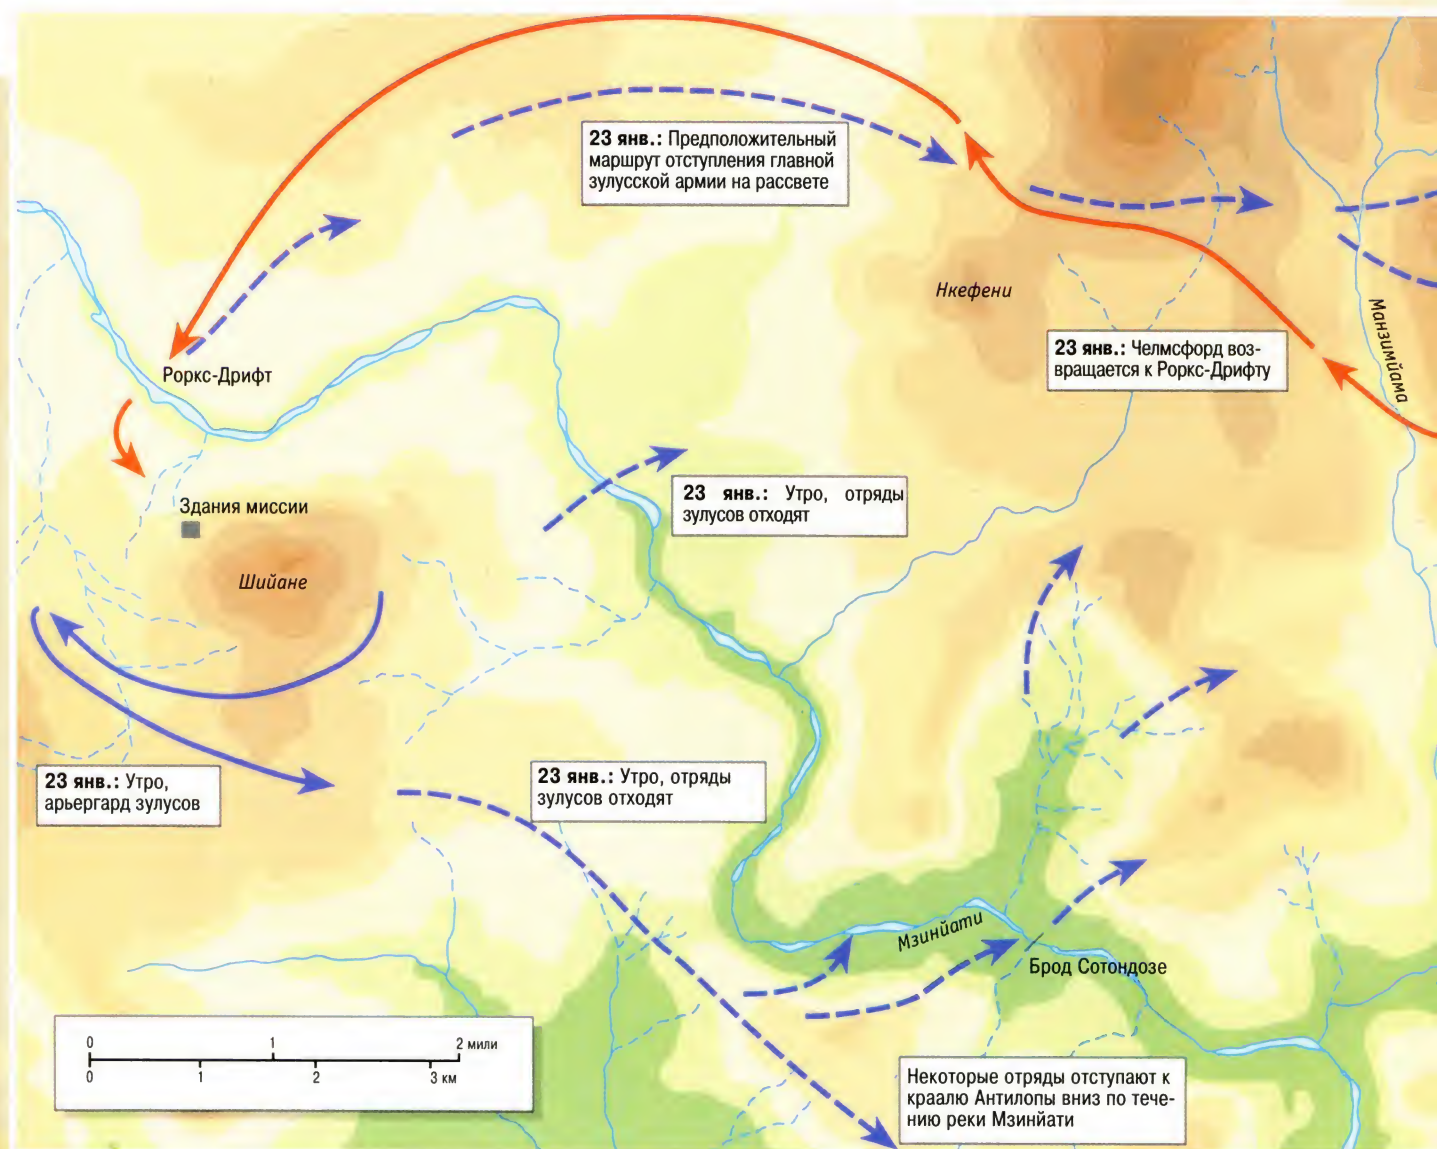 23 янв.: Предположительный
маршрут отступления главной
зулусской армии на рассвете
Нкефени
Манзимйама
23 янв.: Челмсфорд воз-
вращается к Роркс-Дрифту
Роркс-Дрифт
23 янв.: Утро, отряды
зулусов отходят
Здания миссии
Шийане
23 янв.: Утро,
арьергард зулусов
23 янв.: Утро, отряды
зулусов отходят
Мзинйати
Брод Сотондозе
0 1 2 мили
0 1 2 3 км
Некоторые отряды отступают к
краалю Антилопы вниз по тече-
нию реки Мзинйати